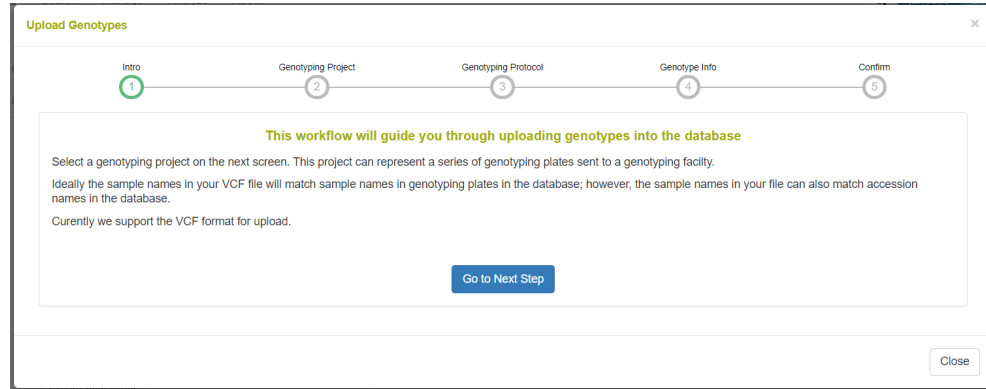 Upload Genotypes
×
Intro
Genotyping Project
Genotyping Protocol
Genotype Info
Confirm
1
2
3
4
5
This workflow will guide you through uploading genotypes into the database
Select a genotyping project on the next screen. This project can represent a series of genotyping plates sent to a genotyping facilty.
Ideally the sample names in your VCF file will match sample names in genotyping plates in the database; however, the sample names in your file can also match accession
names in the database.
Curently we support the VCF format for upload.
Go to Next Step
Close